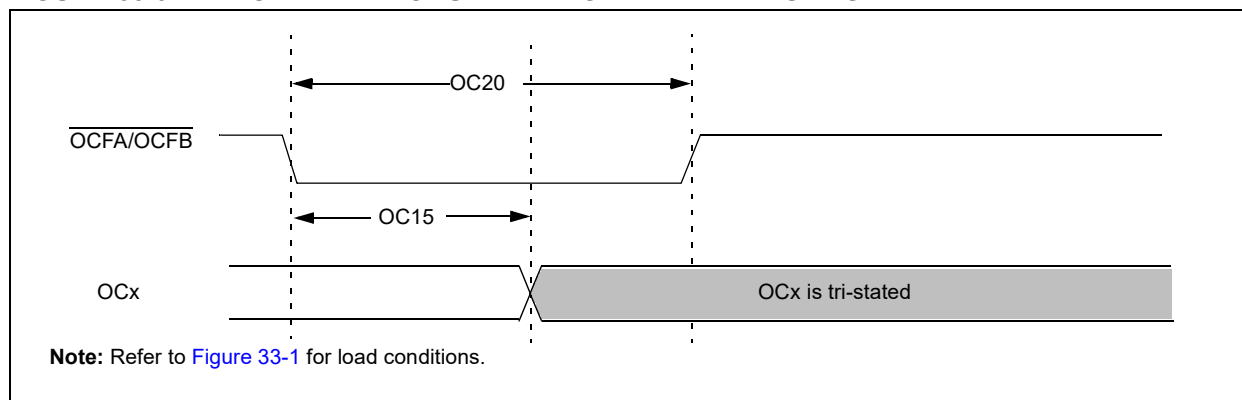 OC20
OCFA/OCFB
OC15
OCx
OCx is tri-stated
Note: Refer to Figure 33-1 for load conditions.